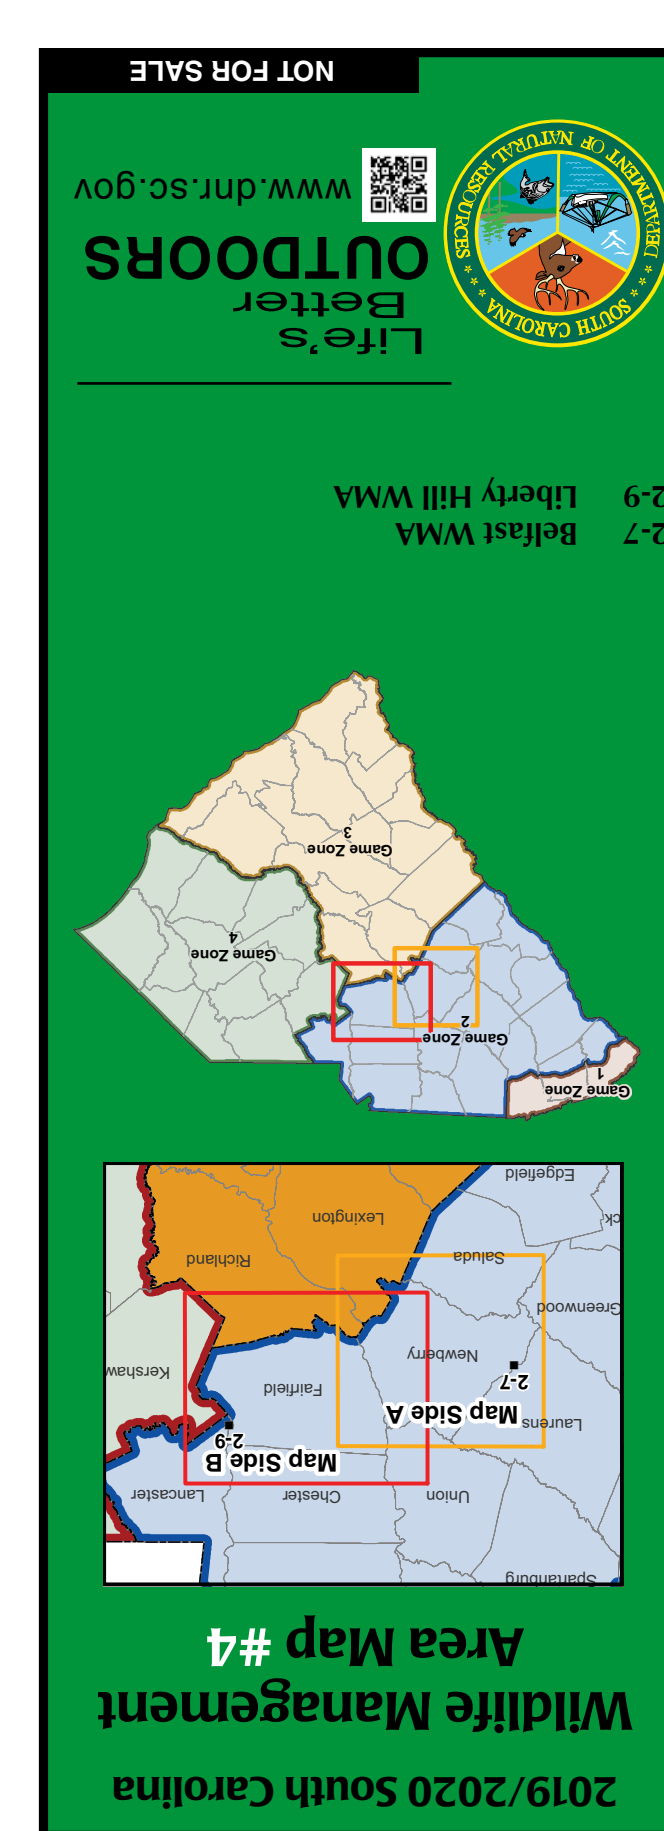 2019/2020 South Carolina
Wildlife Management
Area Map #4
Spartanburg
Union
Chester
Lancaster
Laurens
Map Side A
Map Side B
2-7
2-9
Newberry
Fairfield
Kershaw
Greenwood
Saluda
Richland
Lexington
ck
Edgefield
Game Zone
1
Game Zone
2
Game Zone
4
Game Zone
3
2-7 Belfast WMA
2-9 Liberty Hill WMA
Life's
Better
OUTDOORS
www.dnr.sc.gov
SOUTH CAROLINA
DEPARTMENT OF NATURAL RESOURCES
NOT FOR SALE